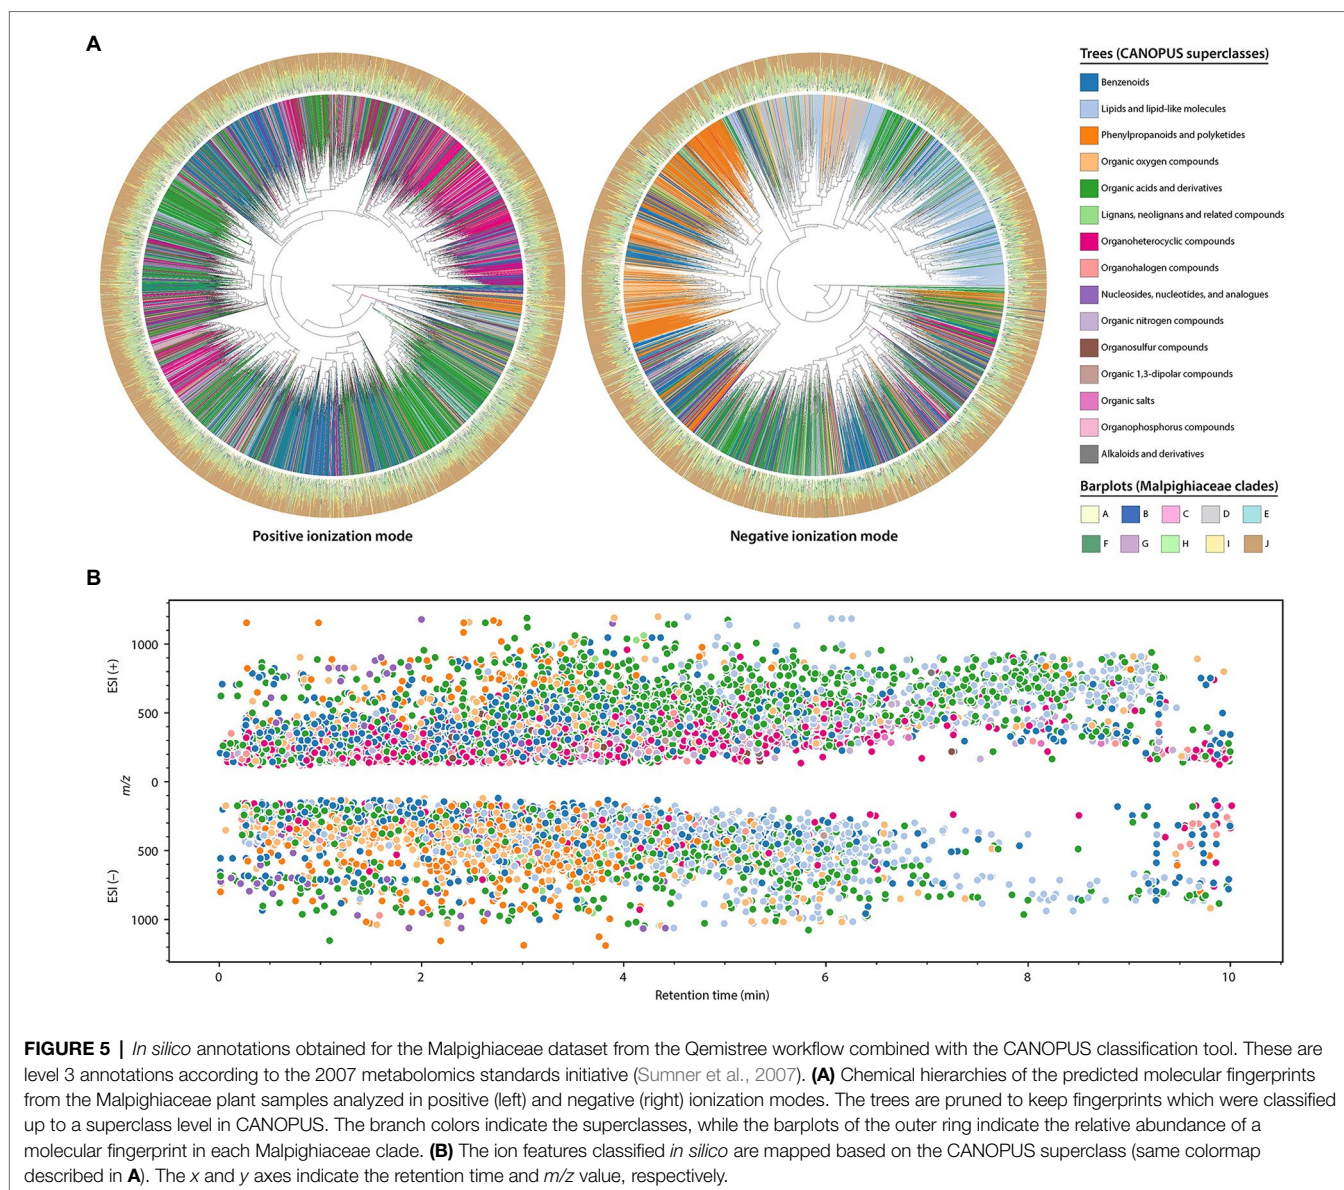 A
Trees (CANOPUS superclasses)
Benzenoids
Lipids and lipid-like molecules
Phenylpropanoids and polyketides
Organic oxygen compounds
Organic acids and derivatives
Lignans, neolignans and related compounds
Organoheterocyclic compounds
Organohalogen compounds
Nucleosides, nucleotides, and analogues
Organic nitrogen compounds
Organosulfur compounds
Organic 1,3-dipolar compounds
Organic salts
Organophosphorus compounds
Alkaloids and derivatives
Barplots (Malpighiaceae clades)
A B C D E
F G H I J
Positive ionization mode
Negative ionization mode
B
ESI (+)
m/z
ESI (–)
1000
500
0
500
1000
0 2 4 6 8 10
Retention time (min)
FIGURE 5 | In silico annotations obtained for the Malpighiaceae dataset from the Qemistree workflow combined with the CANOPUS classification tool. These are
level 3 annotations according to the 2007 metabolomics standards initiative (Sumner et al., 2007). (A) Chemical hierarchies of the predicted molecular fingerprints
from the Malpighiaceae plant samples analyzed in positive (left) and negative (right) ionization modes. The trees are pruned to keep fingerprints which were classified
up to a superclass level in CANOPUS. The branch colors indicate the superclasses, while the barplots of the outer ring indicate the relative abundance of a
molecular fingerprint in each Malpighiaceae clade. (B) The ion features classified in silico are mapped based on the CANOPUS superclass (same colormap
described in A). The x and y axes indicate the retention time and m/z value, respectively.